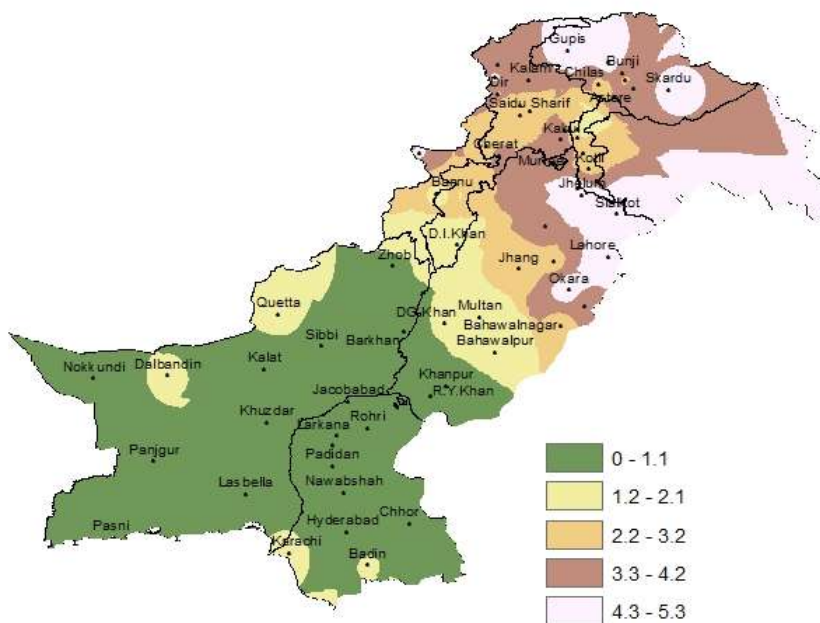 Gupis
Bunji
Kalam
Chilas
Skardu
Dir
Astore
Saidu Sharif
Kakul
Cherat
Kotli
Bannu
Jhelum
D.I.Khan
Lahore
Zhob
Jhang
Okara
Quetta
DG.Khan
Multan
Bahawalnagar
Sibbi
Barkhan
Bahawalpur
Kalat
Nokkundi
Dalbandin
Khanpur
Jacobabad
R.Y.Khan
Khuzdar
Rohri
Larkana
Panjgur
Padidan
Lasbella
Nawabshah
Pasni
Hyderabad
Chhor
Karachi
Badin
0 - 1.1
1.2 - 2.1
2.2 - 3.2
3.3 - 4.2
4.3 - 5.3